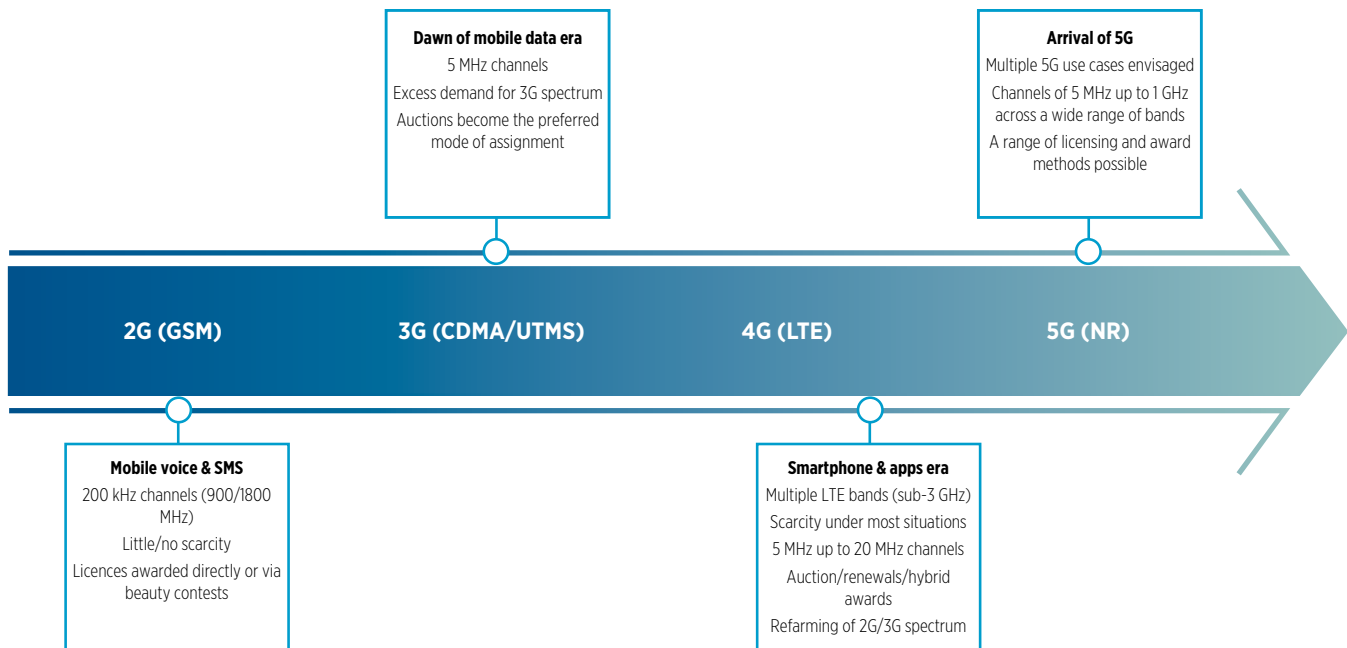 Dawn of mobile data era
5 MHz channels
Excess demand for 3G spectrum
Auctions become the preferred
mode of assignment
Arrival of 5G
Multiple 5G use cases envisaged
Channels of 5 MHz up to 1 GHz
across a wide range of bands
A range of licensing and award
methods possible
2G (GSM)
3G (CDMA/UTMS)
4G (LTE)
5G (NR)
Mobile voice & SMS
200 kHz channels (900/1800
MHz)
Little/no scarcity
Licences awarded directly or via
beauty contests
Smartphone & apps era
Multiple LTE bands (sub-3 GHz)
Scarcity under most situations
5 MHz up to 20 MHz channels
Auction/renewals/hybrid
awards
Refarming of 2G/3G spectrum